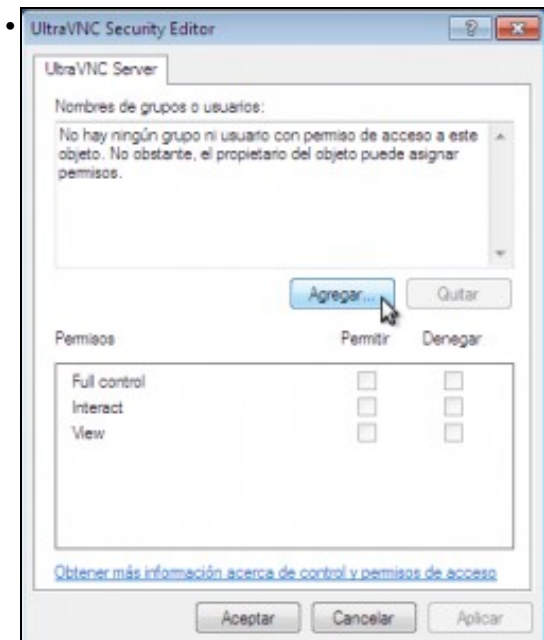 UltraVNC Security Editor
UltraVNC Server
Nombres de grupos o usuarios:
No hay ningún grupo ni usuario con permiso de acceso a este
objeto. No obstante, el propietario del objeto puede asignar
permisos.
Agregar... Quitar
Permisos Permitir Denegar
Full control
Interact
View
Obtener más información acerca de control y permisos de acceso
Aceptar Cancelar Aplicar